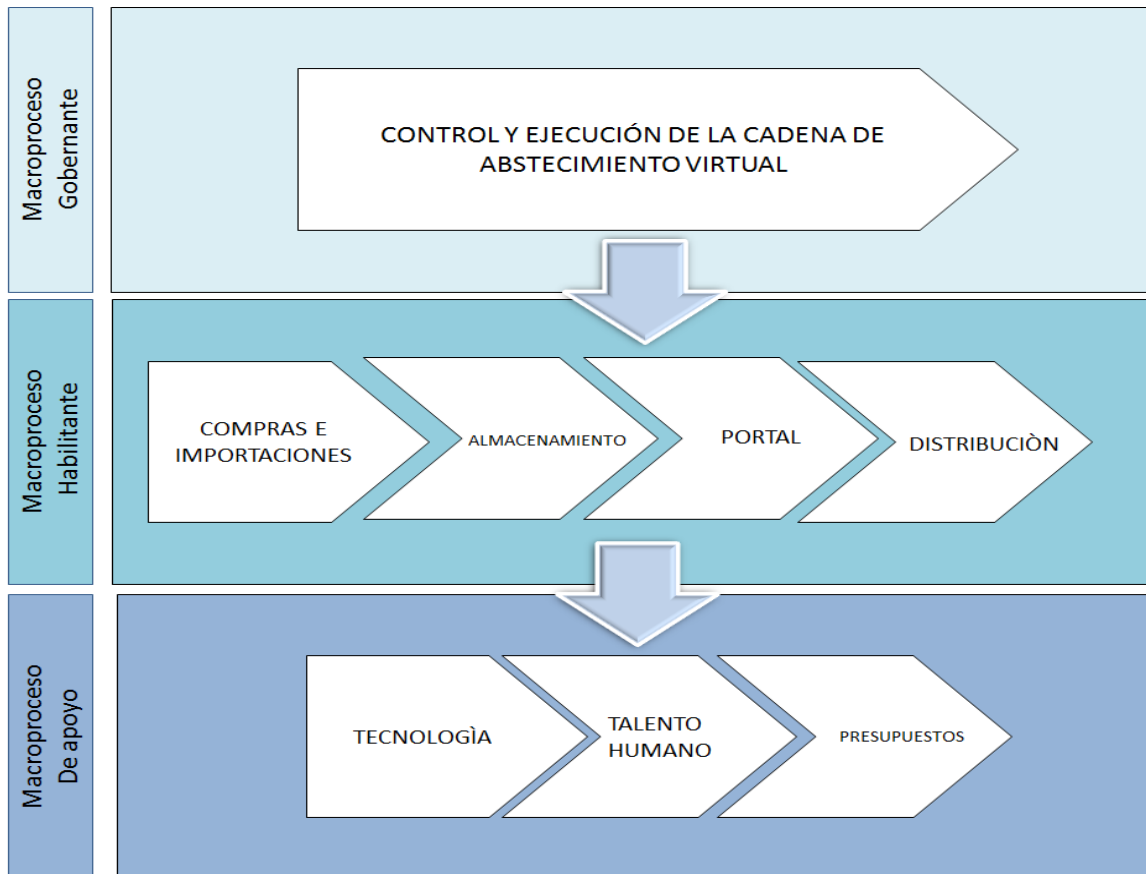 Macroproceso
Gobernante
CONTROL Y EJECUCIÓN DE LA CADENA DE
ABSTECIMIENTO VIRTUAL
Macroproceso
Habilitante
COMPRAS E
IMPORTACIONES
ALMACENAMIENTO
PORTAL
DISTRIBUCIÒN
Macroproceso
De apoyo
TECNOLOGÌA
TALENTO
HUMANO
PRESUPUESTOS